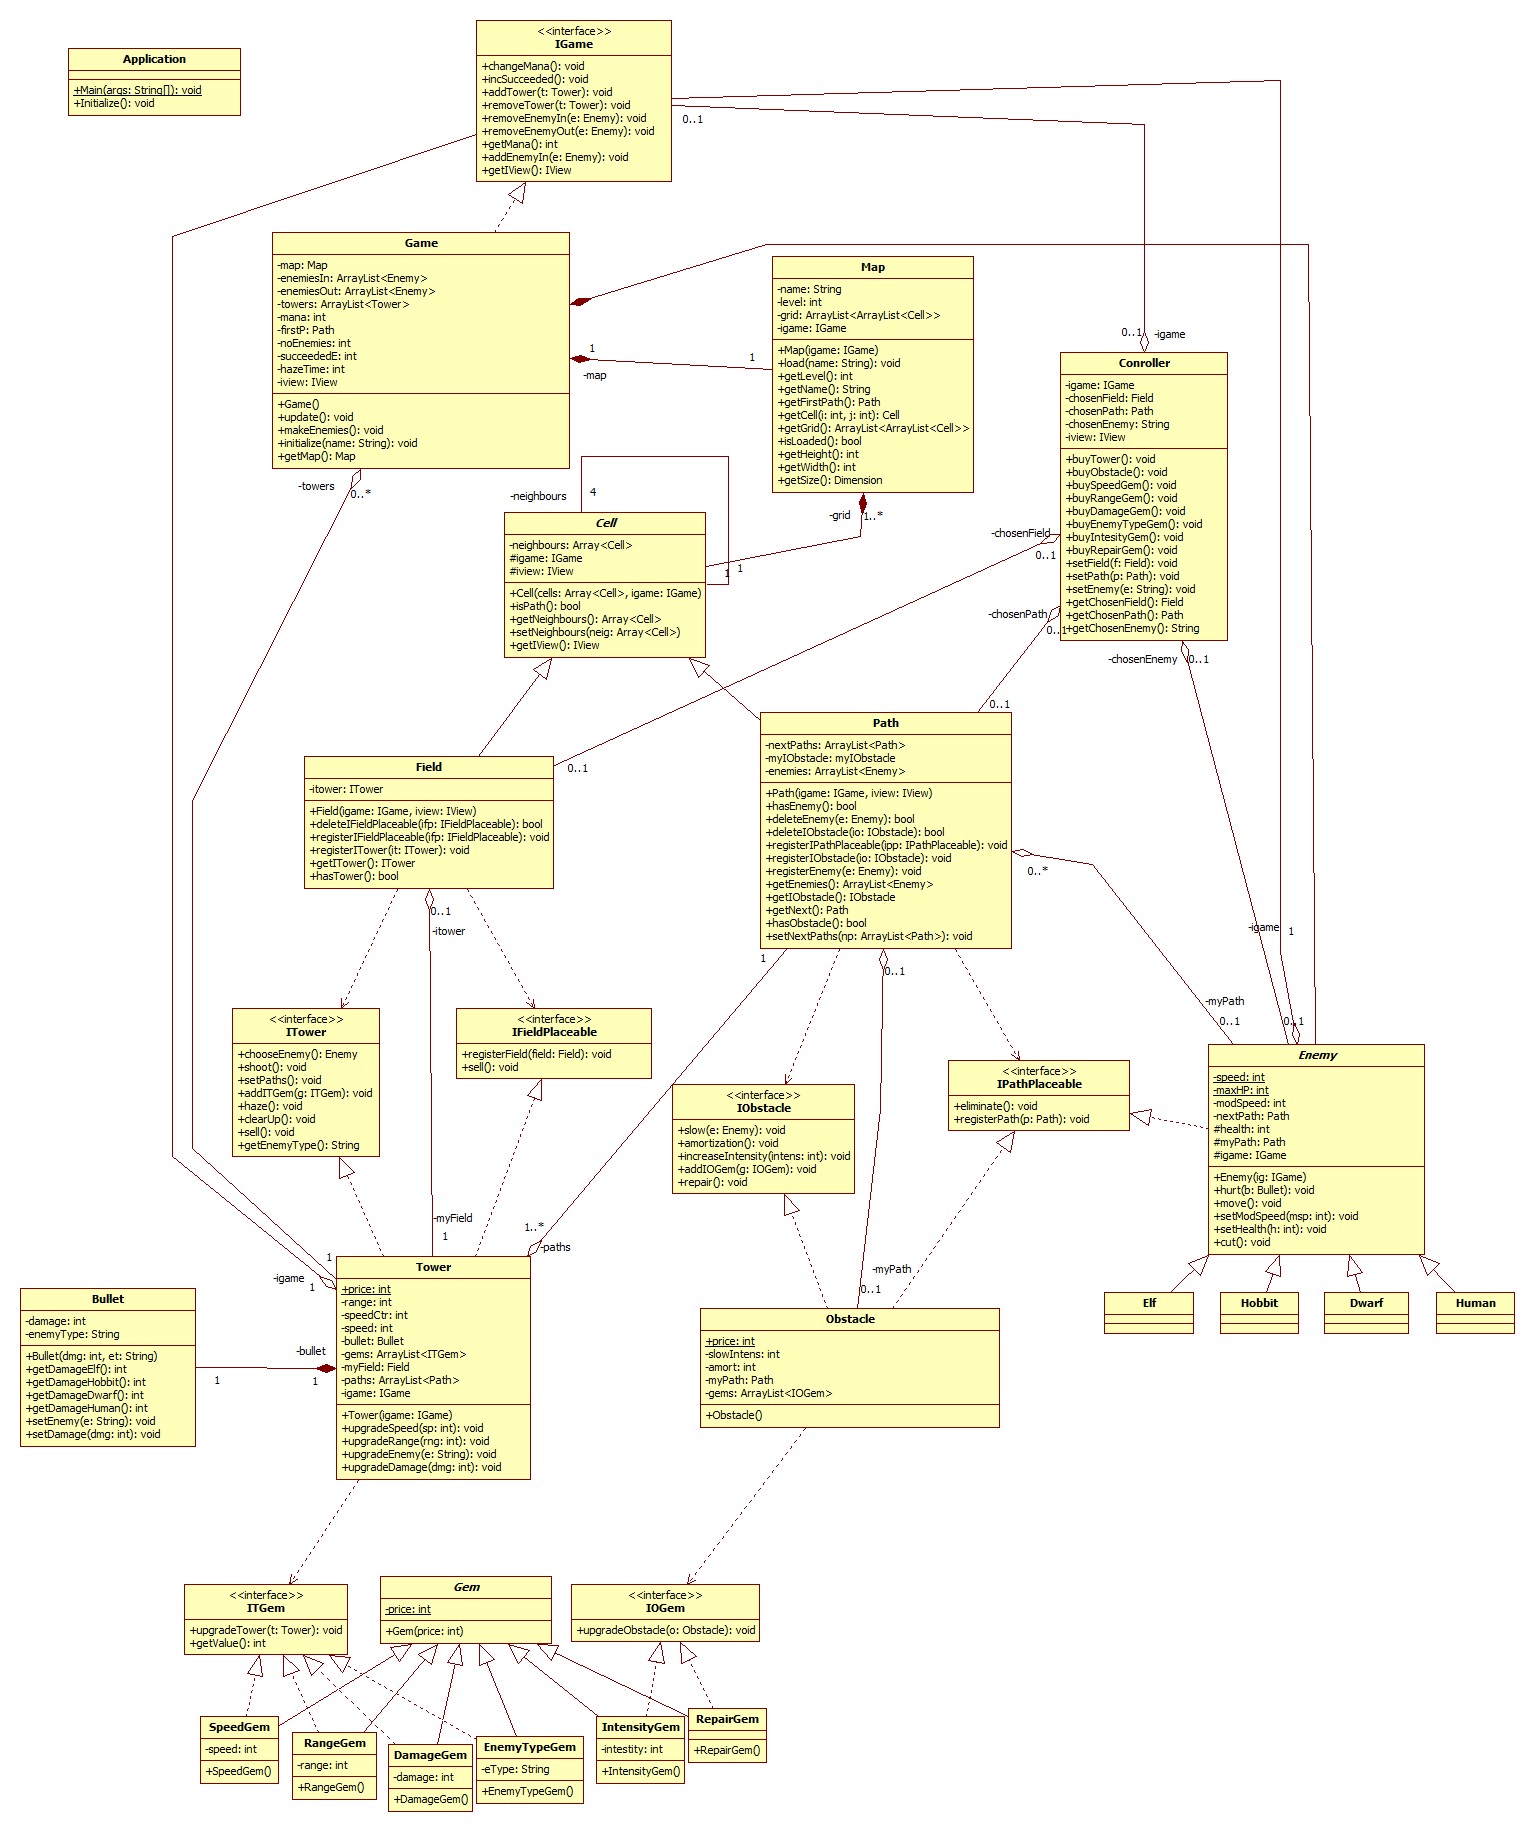 Application
+Main(args: String[]): void
+Initialize(): void
<<interface>>
IGame
+changeMana(): void
+incSucceeded(): void
+addTower(t: Tower): void
+removeTower(t: Tower): void
+removeEnemyIn(e: Enemy): void
+removeEnemyOut(e: Enemy): void
+getMana(): int
+addEnemyIn(e: Enemy): void
+getIView(): IView
0..1
Game
-map: Map
-enemiesIn: ArrayList<Enemy>
-enemiesOut: ArrayList<Enemy>
-towers: ArrayList<Tower>
-mana: int
-firstP: Path
-noEnemies: int
-succeededE: int
-hazeTime: int
-iview: IView
+Game()
+update(): void
+makeEnemies(): void
+initialize(name: String): void
+getMap(): Map
1
-map
1
-towers
0..*
Map
-name: String
-level: int
-grid: ArrayList<ArrayList<Cell>>
-igame: IGame
+Map(igame: IGame)
+load(name: String): void
+getLevel(): int
+getName(): String
+getFirstPath(): Path
+getCell(i: int, j: int): Cell
+getGrid(): ArrayList<ArrayList<Cell>>
+isLoaded(): bool
+getHeight(): int
+getWidth(): int
+getSize(): Dimension
-grid
1..*
0..1
-igame
Conroller
-igame: IGame
-chosenField: Field
-chosenPath: Path
-chosenEnemy: String
-iview: IView
+buyTower(): void
+buyObstacle(): void
+buySpeedGem(): void
+buyRangeGem(): void
+buyDamageGem(): void
+buyEnemyTypeGem(): void
+buyIntesityGem(): void
+buyRepairGem(): void
+setField(f: Field): void
+setPath(p: Path): void
+setEnemy(e: String): void
+getChosenField(): Field
+getChosenPath(): Path
+getChosenEnemy(): String
-chosenField
0..1
-chosenPath
0..1
-chosenEnemy
0..1
-neighbours
4
Cell
-neighbours: Array<Cell>
#igame: IGame
#iview: IView
+Cell(cells: Array<Cell>, igame: IGame)
+isPath(): bool
+getNeighbours(): Array<Cell>
+setNeighbours(neig: Array<Cell>)
+getIView(): IView
1
1
0..1
0..1
Field
-itower: ITower
+Field(igame: IGame, iview: IView)
+deleteIFieldPlaceable(ifp: IFieldPlaceable): bool
+registerIFieldPlaceable(ifp: IFieldPlaceable): void
+registerITower(it: ITower): void
+getITower(): ITower
+hasTower(): bool
0..1
-itower
Path
-nextPaths: ArrayList<Path>
-myIObstacle: myIObstacle
-enemies: ArrayList<Enemy>
+Path(igame: IGame, iview: IView)
+hasEnemy(): bool
+deleteEnemy(e: Enemy): bool
+deleteIObstacle(io: IObstacle): bool
+registerIPathPlaceable(ipp: IPathPlaceable): void
+registerIObstacle(io: IObstacle): void
+registerEnemy(e: Enemy): void
+getEnemies(): ArrayList<Enemy>
+getIObstacle(): IObstacle
+getNext(): Path
+hasObstacle(): bool
+setNextPaths(np: ArrayList<Path>): void
0..*
1
0..1
-igame
1
-myPath
0..1
0..1
<<interface>>
ITower
+chooseEnemy(): Enemy
+shoot(): void
+setPaths(): void
+addITGem(g: ITGem): void
+haze(): void
+clearUp(): void
+sell(): void
+getEnemyType(): String
<<interface>>
IFieldPlaceable
+registerField(field: Field): void
+sell(): void
<<interface>>
IObstacle
+slow(e: Enemy): void
+amortization(): void
+increaseIntensity(intens: int): void
+addIOGem(g: IOGem): void
+repair(): void
<<interface>>
IPathPlaceable
+eliminate(): void
+registerPath(p: Path): void
Enemy
-speed: int
-maxHP: int
-modSpeed: int
-nextPath: Path
#health: int
#myPath: Path
#igame: IGame
+Enemy(ig: IGame)
+hurt(b: Bullet): void
+move(): void
+setModSpeed(msp: int): void
+setHealth(h: int): void
+cut(): void
Elf
Hobbit
Dwarf
Human
-myField
1
1..*
-paths
1
-igame
1
-myPath
0..1
Bullet
-damage: int
-enemyType: String
+Bullet(dmg: int, et: String)
+getDamageElf(): int
+getDamageHobbit(): int
+getDamageDwarf(): int
+getDamageHuman(): int
+setEnemy(e: String): void
+setDamage(dmg: int): void
-bullet
1
1
Tower
+price: int
-range: int
-speedCtr: int
-speed: int
-bullet: Bullet
-gems: ArrayList<ITGem>
-myField: Field
-paths: ArrayList<Path>
-igame: IGame
+Tower(igame: IGame)
+upgradeSpeed(sp: int): void
+upgradeRange(rng: int): void
+upgradeEnemy(e: String): void
+upgradeDamage(dmg: int): void
Obstacle
+price: int
-slowIntens: int
-amort: int
-myPath: Path
-gems: ArrayList<IOGem>
+Obstacle()
<<interface>>
ITGem
+upgradeTower(t: Tower): void
+getValue(): int
Gem
-price: int
+Gem(price: int)
<<interface>>
IOGem
+upgradeObstacle(o: Obstacle): void
SpeedGem
-speed: int
+SpeedGem()
RangeGem
-range: int
+RangeGem()
DamageGem
-damage: int
+DamageGem()
EnemyTypeGem
-eType: String
+EnemyTypeGem()
IntensityGem
-intestity: int
+IntensityGem()
RepairGem
+RepairGem()